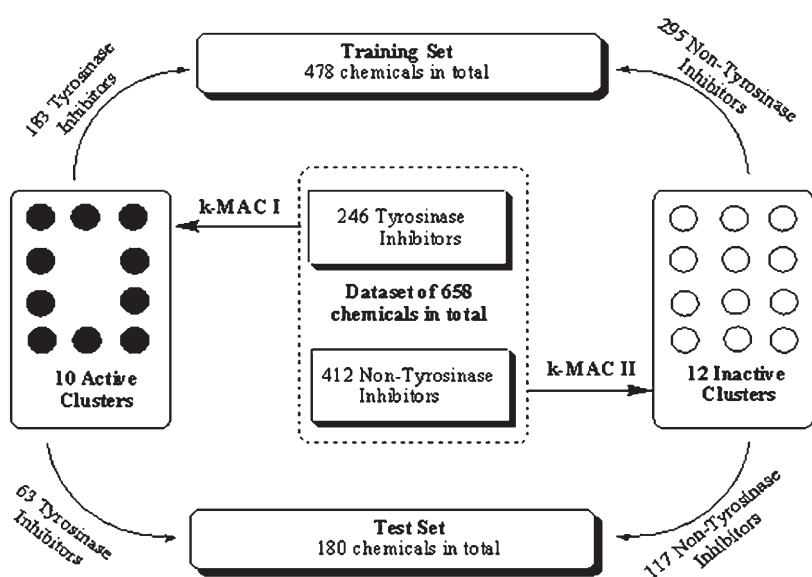 Training Set
478 chemicals in total
183 Tyrosinase
Inhibitors
295 Non-Tyrosinase
Inhibitors
k-MAC I
246 Tyrosinase
Inhibitors
Dataset of 658
chemicals in total
412 Non-Tyrosinase
Inhibitors
k-MAC II
10 Active
Clusters
12 Inactive
Clusters
63 Tyrosinase
Inhibitors
117 Non-Tyrosinase
Inhibitors
Test Set
180 chemicals in total